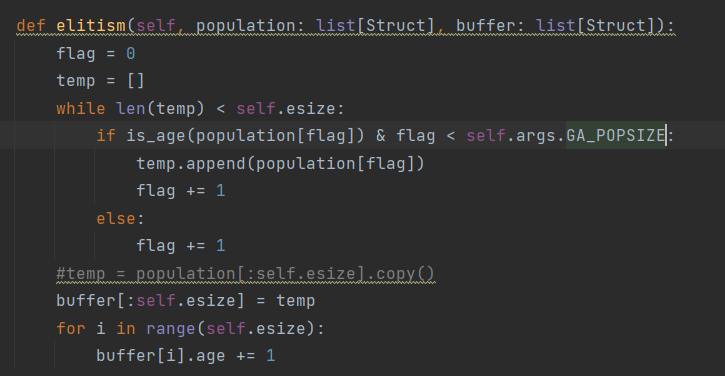 def elitism(self, population: list[Struct], buffer: list[Struct]):
    flag = 0
    temp = []
    while len(temp) < self.esize:
        if is_age(population[flag]) & flag < self.args.GA_POPSIZE:
            temp.append(population[flag])
            flag += 1
        else:
            flag += 1
    #temp = population[:self.esize].copy()
    buffer[:self.esize] = temp
    for i in range(self.esize):
        buffer[i].age += 1